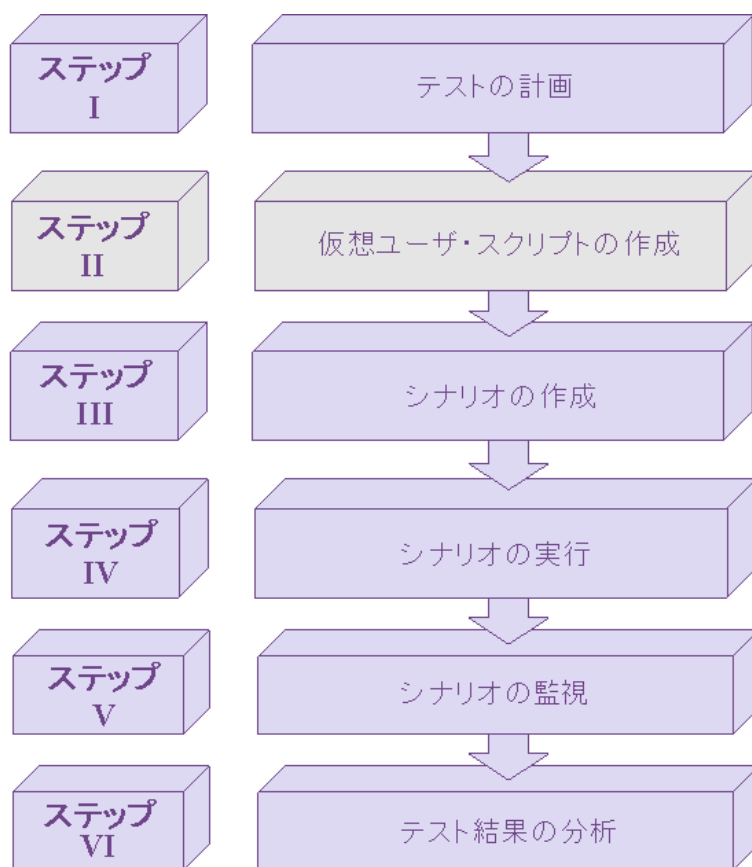 ステップ
I
テストの計画
ステップ
II
仮想ユーザ・スクリプトの作成
ステップ
III
シナリオの作成
ステップ
IV
シナリオの実行
ステップ
V
シナリオの監視
ステップ
VI
テスト結果の分析